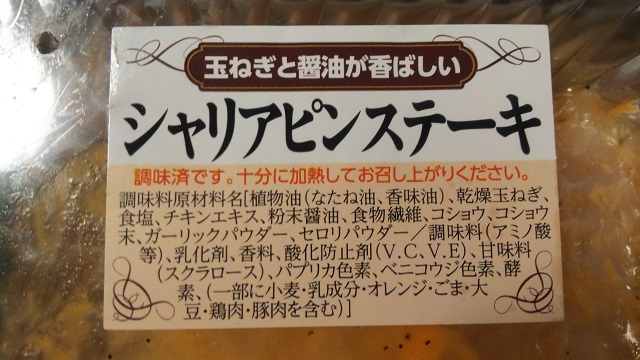 玉ねぎと醤油が香ばしい
シャリアピンステーキ
調味済です。十分に加熱してお召し上がりください。
調味料原材料名[植物油(なたね油、香味油)、乾燥玉ねぎ、
食塩、チキンエキス、粉末醤油、食物繊維、コショウ、コショウ
末、ガーリックパウダー、セロリパウダー/調味料(アミノ酸
等)、乳化剤、香料、酸化防止剤(V.C、V.E)、甘味料
(スクラロース)、パプリカ色素、ベニコウジ色素、酵
素、(一部に小麦・乳成分・オレンジ・ごま・大
豆・鶏肉・豚肉を含む)]